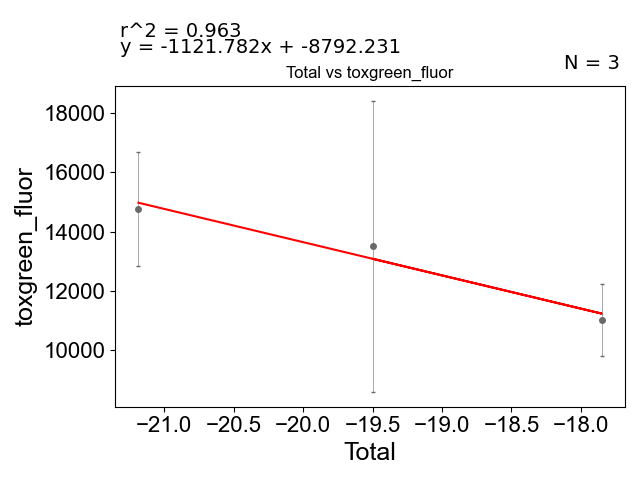 r^2 = 0.963
y = -1121.782x + -8792.231
N = 3
Total vs toxgreen_fluor
18000
16000
14000
12000
10000
toxgreen_fluor
−21.0 −20.5 −20.0 −19.5 −19.0 −18.5 −18.0
Total